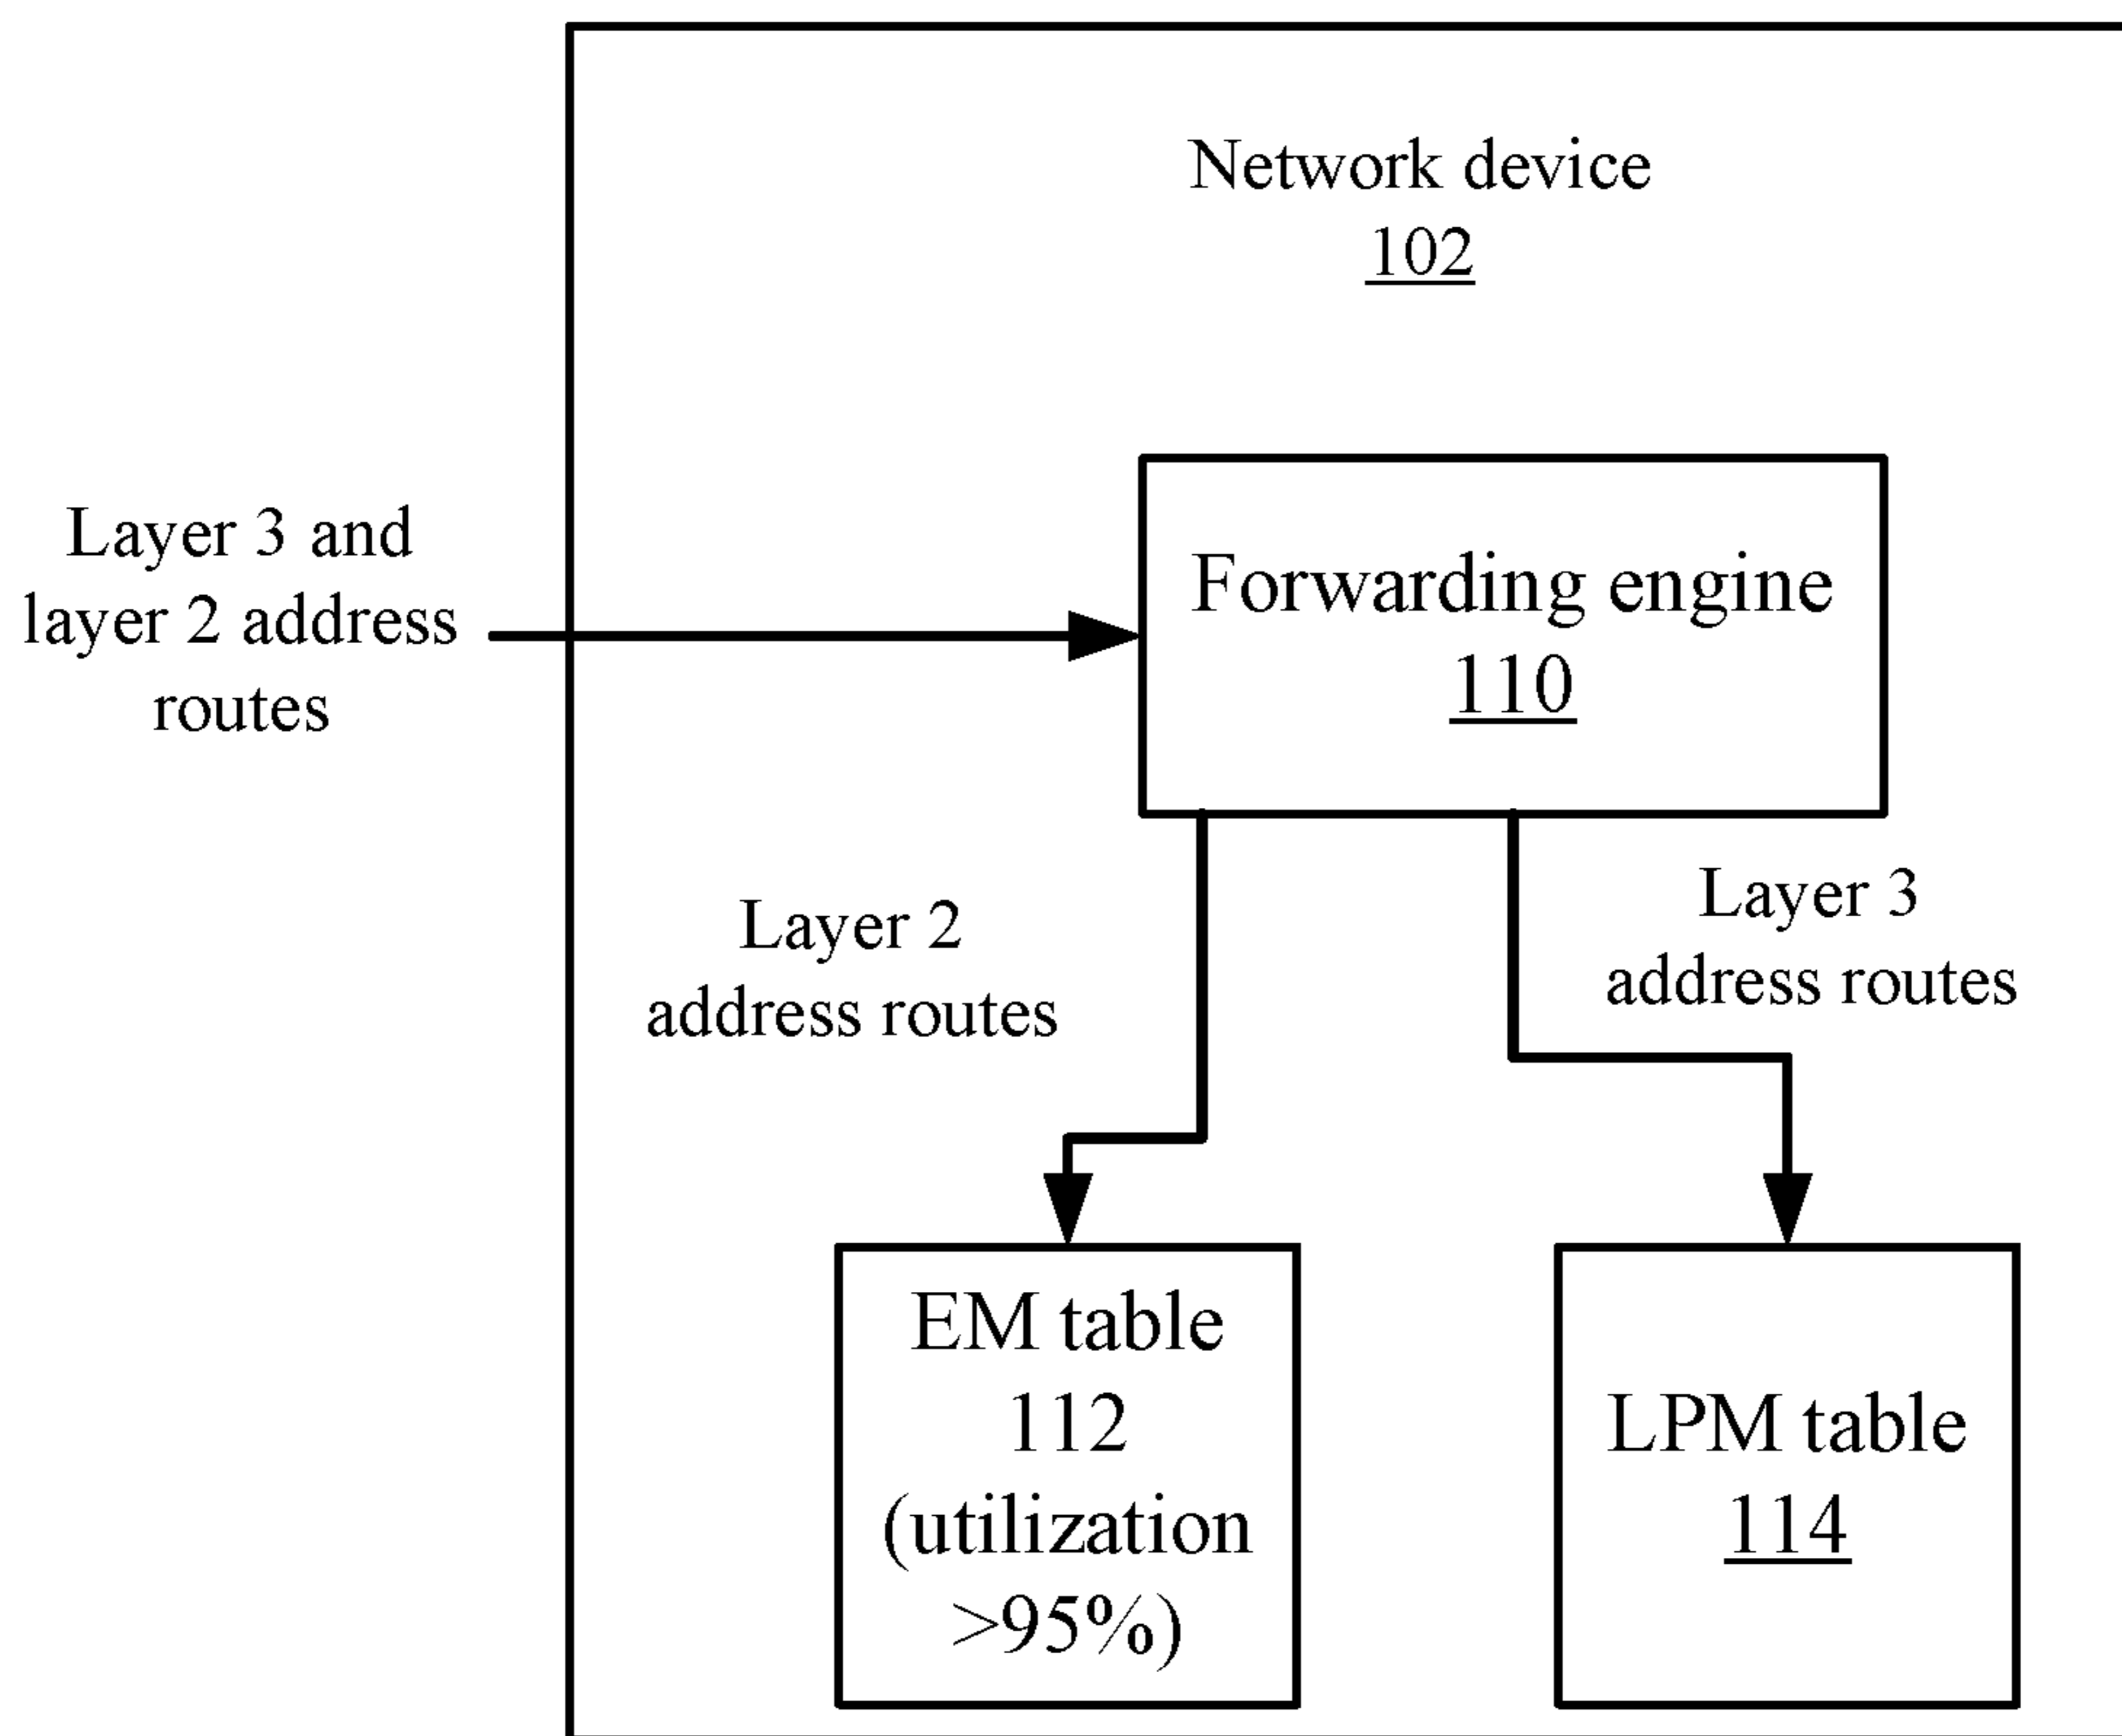 Network device
102
Layer 3 and
layer 2 address
routes
Forwarding engine
110
Layer 2
address routes
Layer 3
address routes
EM table
112
(utilization
>95%)
LPM table
114